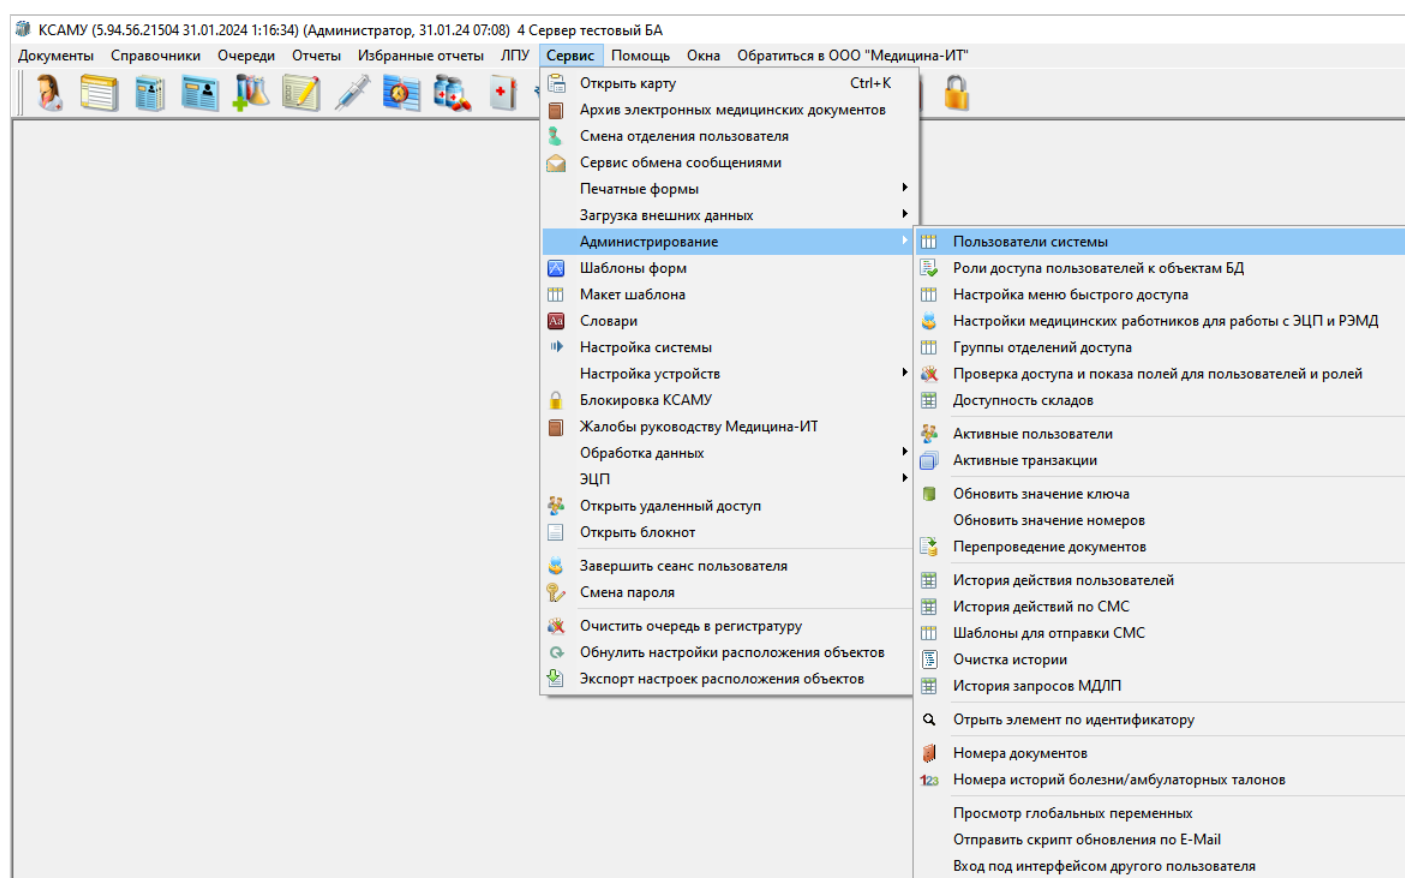 КСАМУ (5.94.56.21504 31.01.2024 1:16:34) (Администратор, 31.01.24 07:08)  4 Сервер тестовый БА
Документы Справочники Очереди Отчеты Избранные отчеты ЛПУ Сервис Помощь Окна Обратиться в ООО "Медицина-ИТ"
Открыть карту Ctrl+K
Архив электронных медицинских документов
Смена отделения пользователя
Сервис обмена сообщениями
Печатные формы
Загрузка внешних данных
Администрирование
Шаблоны форм
Макет шаблона
Словари
Настройка системы
Настройка устройств
Блокировка КСАМУ
Жалобы руководству Медицина-ИТ
Обработка данных
ЭЦП
Открыть удаленный доступ
Открыть блокнот
Завершить сеанс пользователя
Смена пароля
Очистить очередь в регистратуру
Обнулить настройки расположения объектов
Экспорт настроек расположения объектов
Пользователи системы
Роли доступа пользователей к объектам БД
Настройка меню быстрого доступа
Настройки медицинских работников для работы с ЭЦП и РЭМД
Группы отделений доступа
Проверка доступа и показа полей для пользователей и ролей
Доступность складов
Активные пользователи
Активные транзакции
Обновить значение ключа
Обновить значение номеров
Перепроведение документов
История действия пользователей
История действий по СМС
Шаблоны для отправки СМС
Очистка истории
История запросов МДЛП
Отрыть элемент по идентификатору
Номера документов
Номера историй болезни/амбулаторных талонов
Просмотр глобальных переменных
Отправить скрипт обновления по E-Mail
Вход под интерфейсом другого пользователя